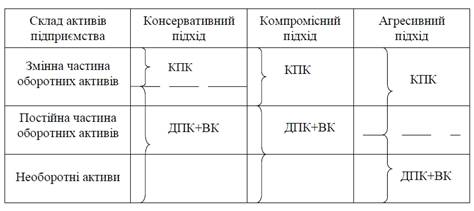 Склад активів
підприємства
Консервативний
підхід
Компромісний
підхід
Агресивний
підхід
Змінна частина
оборотних активів
КПК
КПК
КПК
Постійна частина
оборотних активів
ДПК+ВК
ДПК+ВК
Необоротні активи
ДПК+ВК